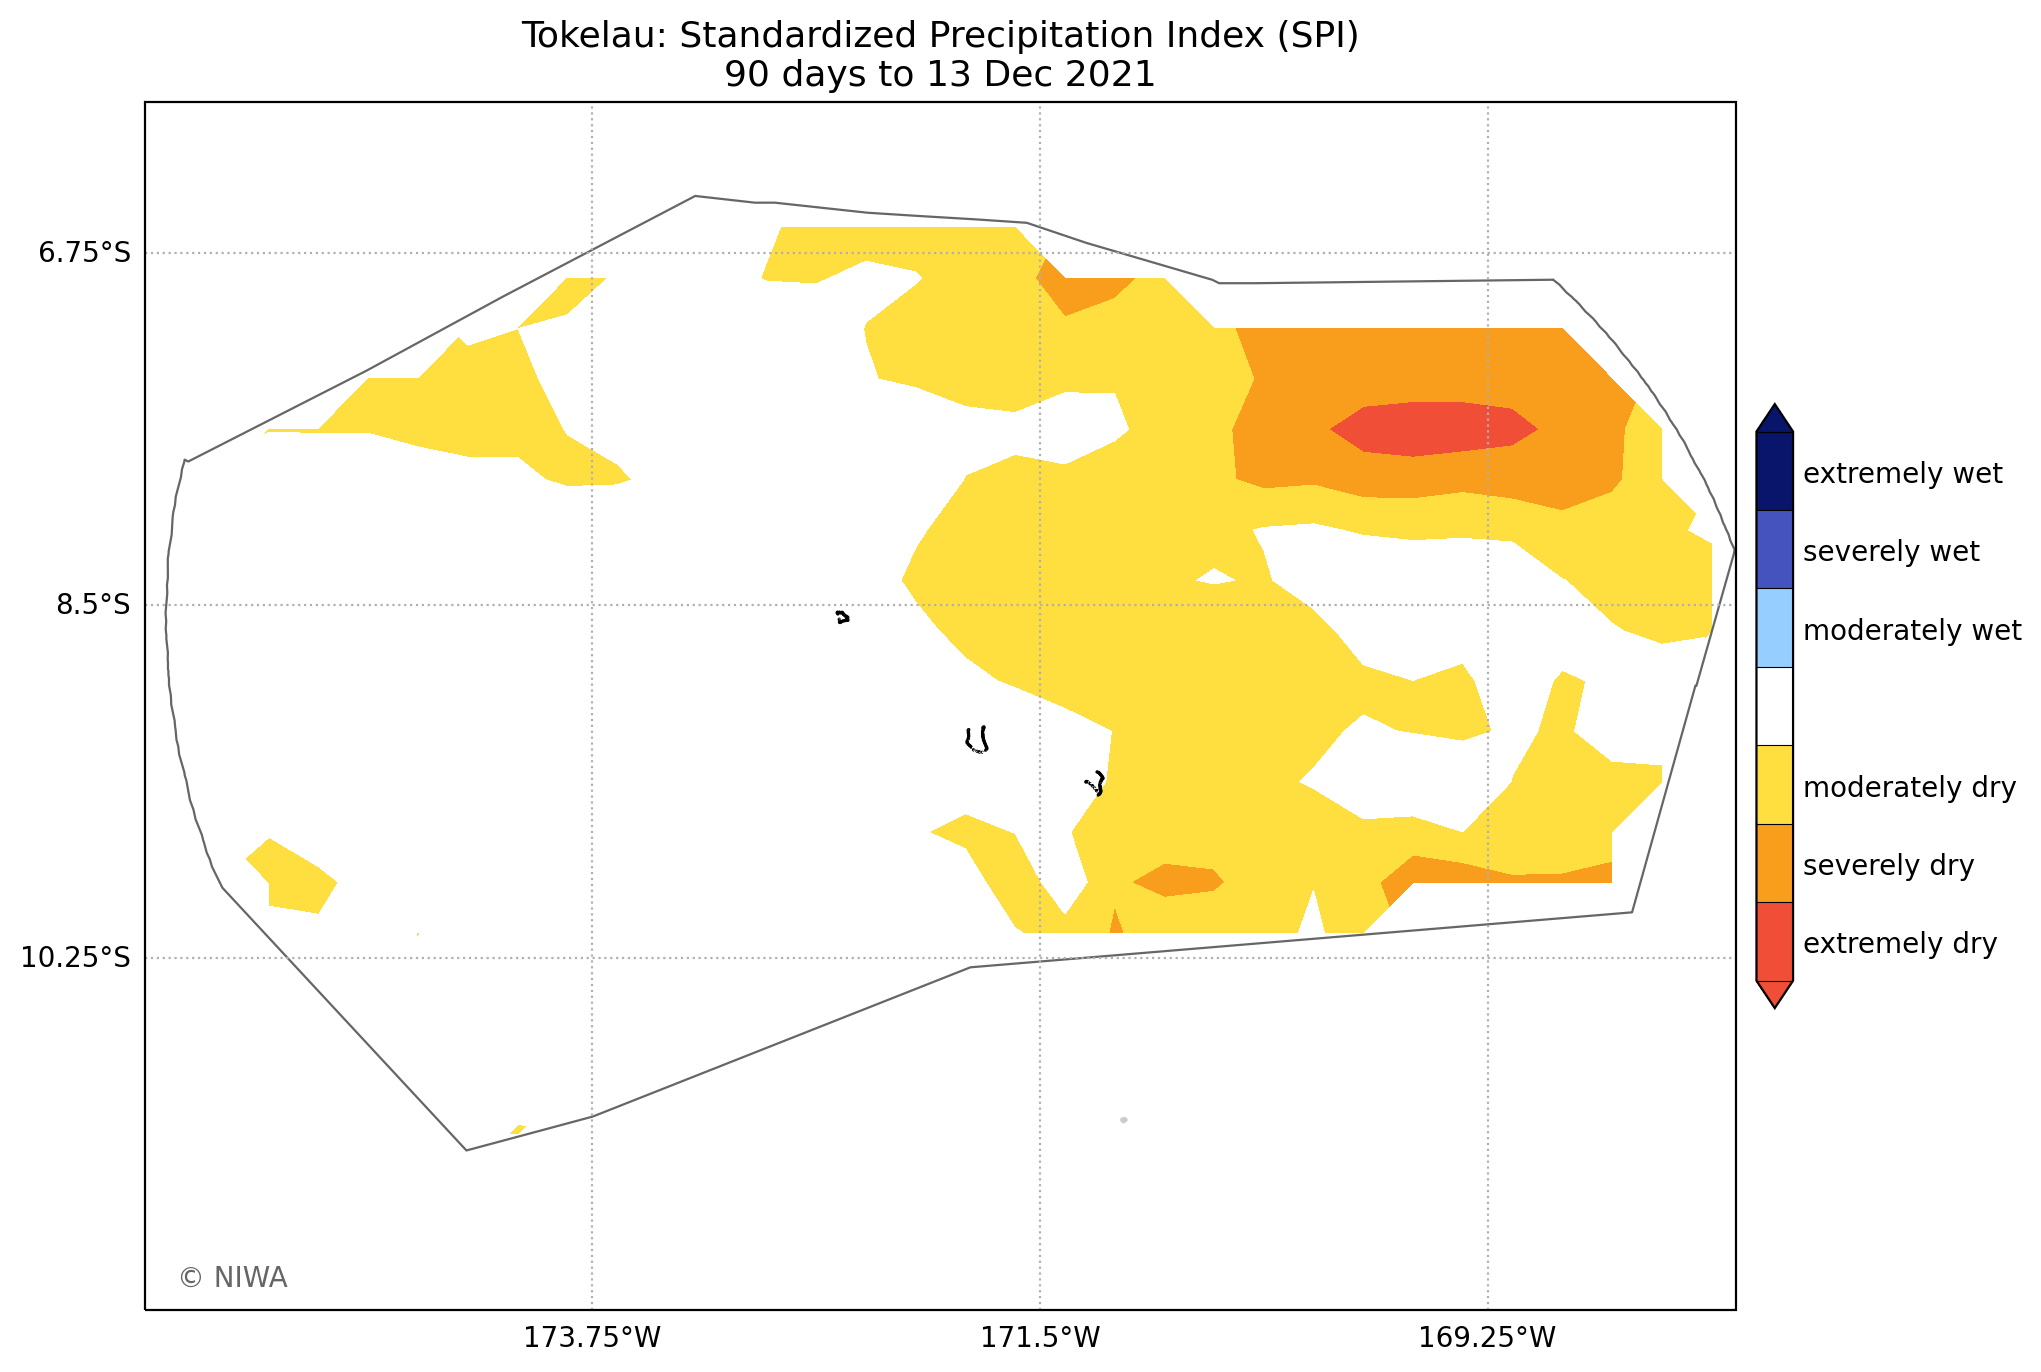 Tokelau: Standardized Precipitation Index (SPI)
90 days to 13 Dec 2021
6.75°S
8.5°S
10.25°S
173.75°W
171.5°W
169.25°W
extremely wet
severely wet
moderately wet
moderately dry
severely dry
extremely dry
© NIWA